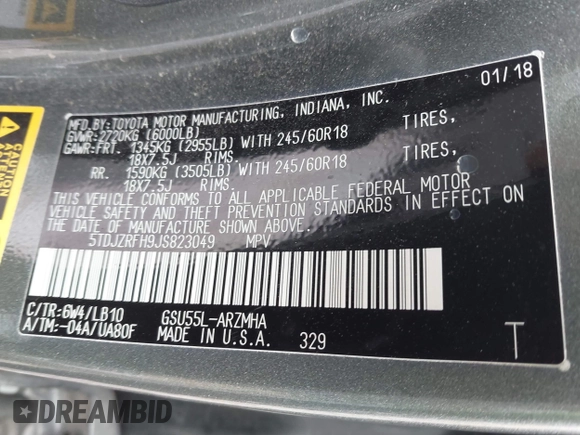 MFD.BY:TOYOTA MOTOR MANUFACTURING, INDIANA, INC. 01/18
GVWR:2720KG (6000LB)
GAWR:FRT. 1345KG (2955LB) WITH 245/60R18 TIRES,
18X7.5J RIMS.
RR. 1590KG (3505LB) WITH 245/60R18 TIRES,
18X7.5J RIMS.
THIS VEHICLE CONFORMS TO ALL APPLICABLE FEDERAL MOTOR
VEHICLE SAFETY AND THEFT PREVENTION STANDARDS IN EFFECT ON
THE DATE OF MANUFACTURE SHOWN ABOVE.
5TDJZRFH9JS823049 MPV
C/TR:6W4/LB10 GSU55L-ARZMHA
A/TM:-04A/UA80F MADE IN U.S.A. 329 T
DREAMBID